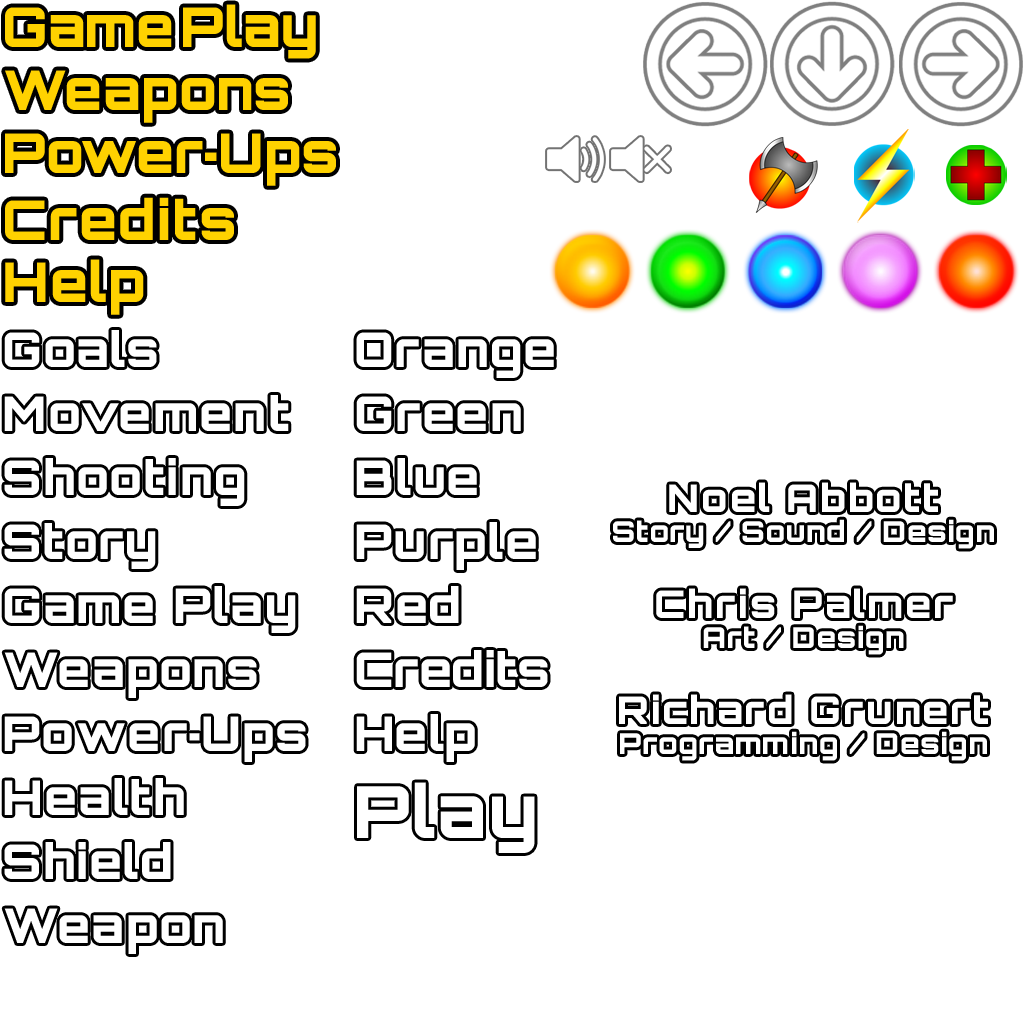 Game Play
Weapons
Power-Ups
Credits
Help
Goals
Movement
Shooting
Story
Game Play
Weapons
Power-Ups
Health
Shield
Weapon
Orange
Green
Blue
Purple
Red
Credits
Help
Play
Noel Abbott
Story / Sound / Design
Chris Palmer
Art / Design
Richard Grunert
Programming / Design